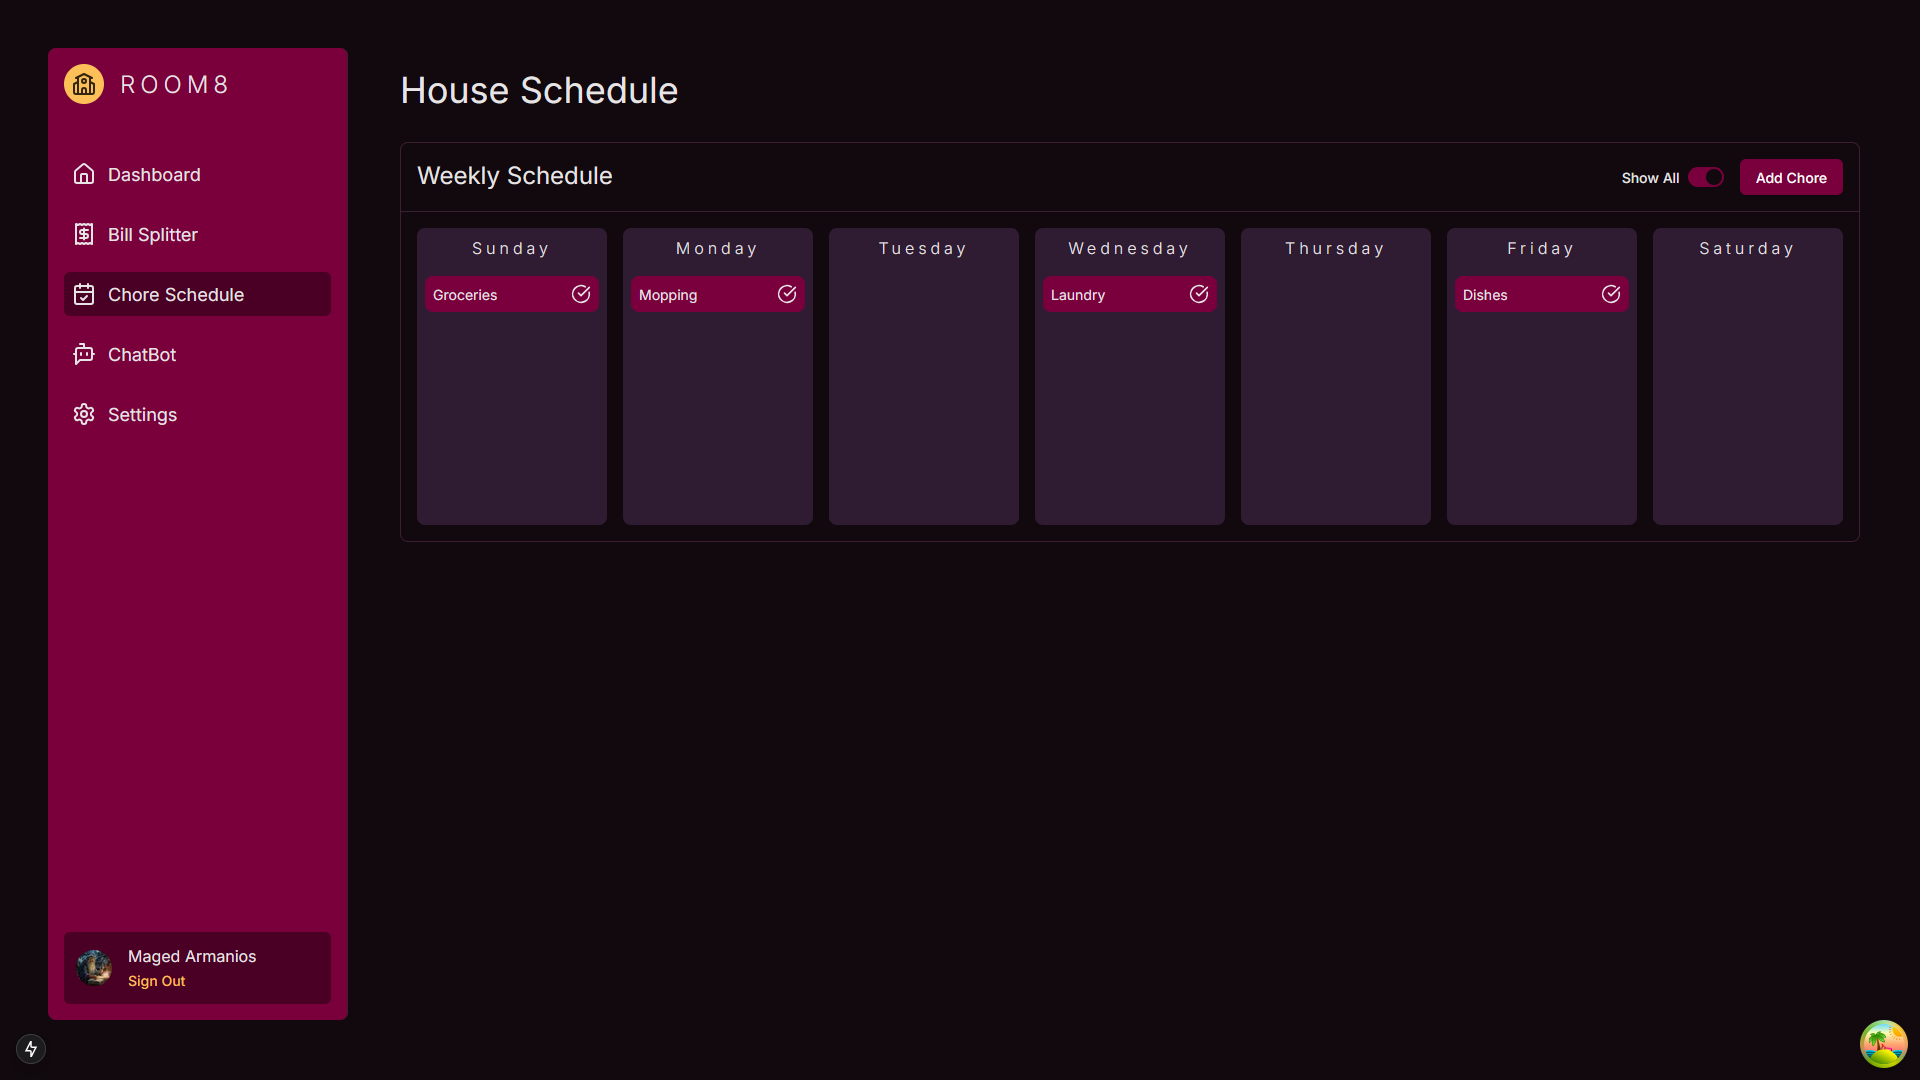 ROOM8
Dashboard
Bill Splitter
Chore Schedule
ChatBot
Settings
Maged Armanios
Sign Out
House Schedule
Weekly Schedule
Show All
Add Chore
Sunday
Groceries
Monday
Mopping
Tuesday
Wednesday
Laundry
Thursday
Friday
Dishes
Saturday